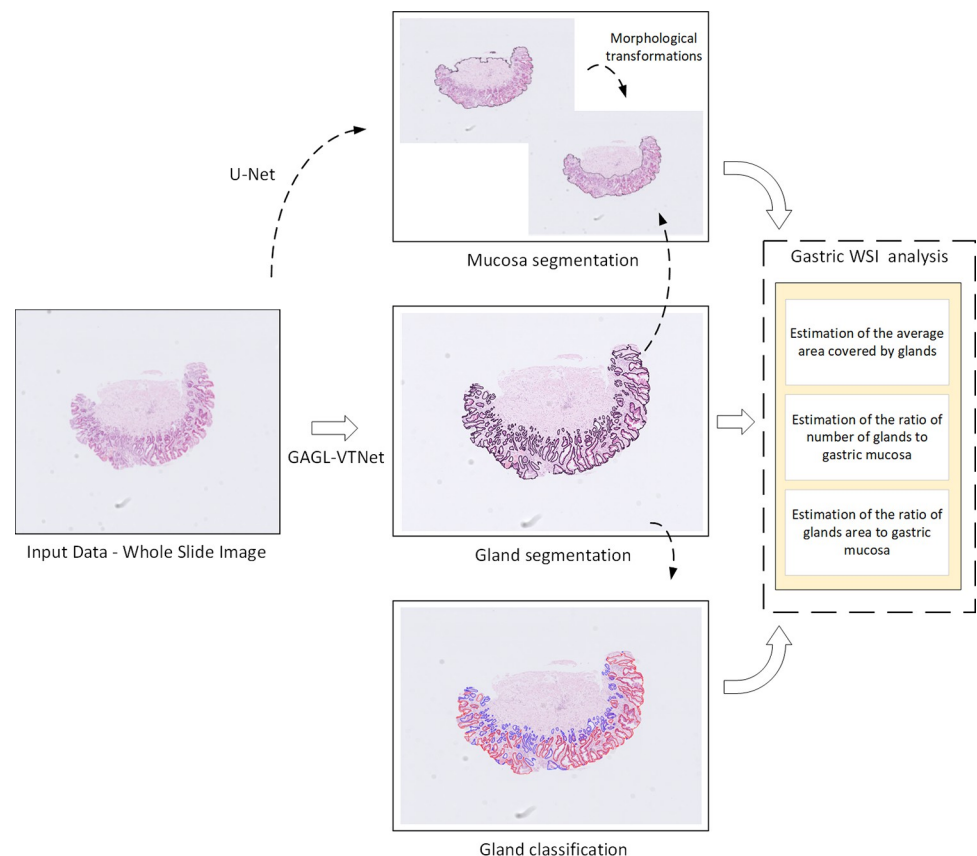 Morphological
transformations
U-Net
Mucosa segmentation
Gastric WSI analysis
Estimation of the average
area covered by glands
Estimation of the ratio of
number of glands to
gastric mucosa
Estimation of the ratio of
glands area to gastric
mucosa
GAGL-VTNet
Input Data - Whole Slide Image
Gland segmentation
Gland classification